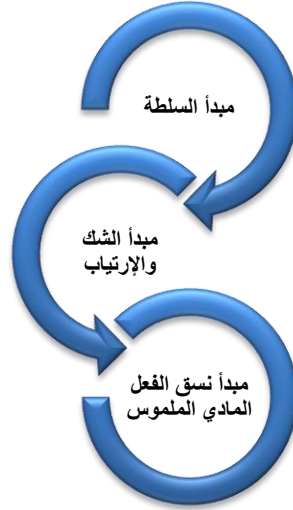 مبدأ السلطة
مبدأ الشك
والإرتياب
مبدأ نسق الفعل
المادي الملموس